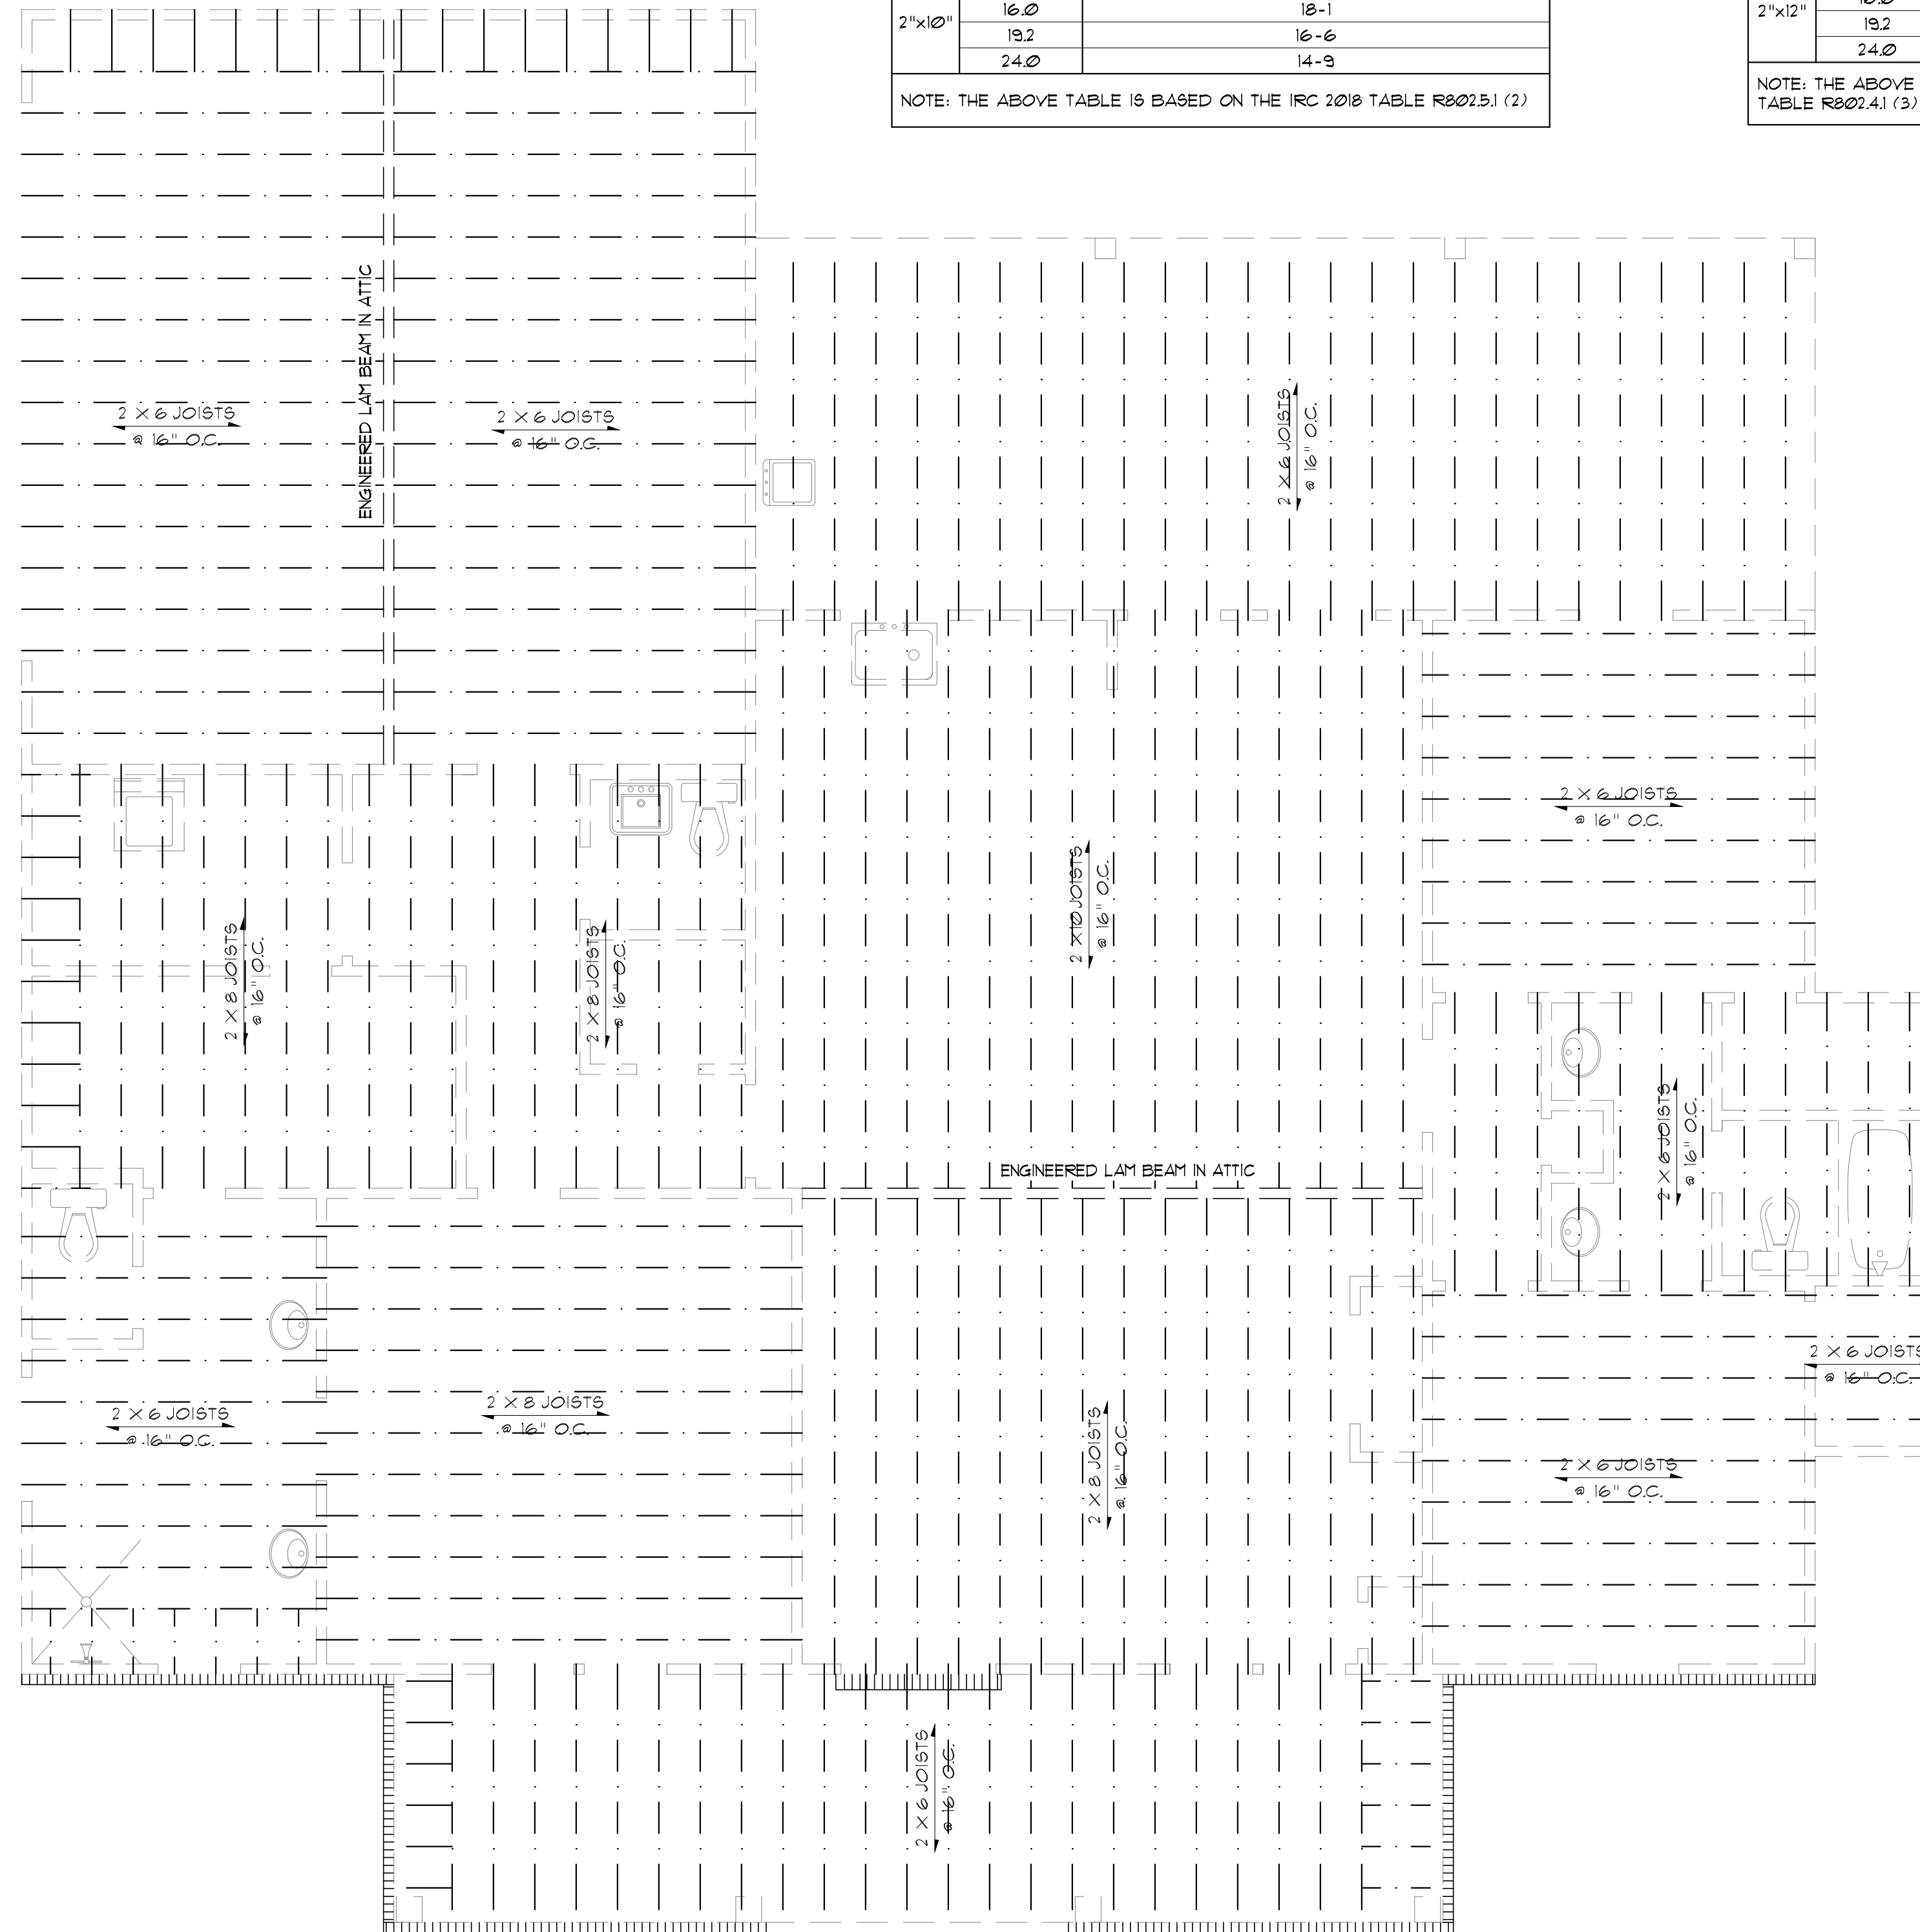 2"x10"
16.0 18-1
19.2 16-6
24.0 14-9
NOTE: THE ABOVE TABLE IS BASED ON THE IRC 2018 TABLE R802.5.1 (2)
2"x12"
19.2
24.0
NOTE: THE ABOVE
TABLE R802.4.1 (3)
ENGINEERED LAM BEAM IN ATTIC
2 X 6 JOISTS
@ 16" O.C.
2 X 6 JOISTS
@ 16" O.C.
2 X 6 JOISTS
@ 16" O.C.
2 X 6 JOISTS
@ 16" O.C.
2 X 8 JOISTS
@ 16" O.C.
2 X 8 JOISTS
@ 16" O.C.
2 X10 JOISTS
@ 16" O.C.
2 X 6 JOISTS
@ 16" O.C.
ENGINEERED LAM BEAM IN ATTIC
2 X 6 JOISTS
@ 16" O.C.
2 X 8 JOISTS
@ 16" O.C.
2 X 8 JOISTS
@ 16" O.C.
2 X 6 JOISTS
@ 16" O.C.
2 X 6 JOISTS
@ 16" O.C.
2 X 6 JOISTS
@ 16" O.C.